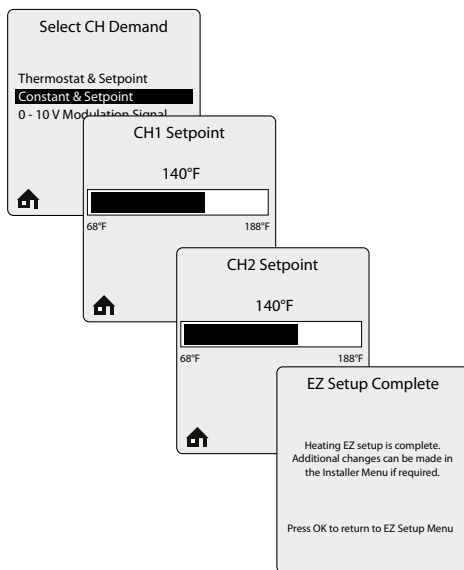 Select CH Demand
Thermostat & Setpoint
Constant & Setpoint
0 - 10 V Modulation Signal
CH1 Setpoint
140°F
68°F 188°F
CH2 Setpoint
140°F
68°F 188°F
EZ Setup Complete
Heating EZ setup is complete.
Additional changes can be made in
the Installer Menu if required.
Press OK to return to EZ Setup Menu